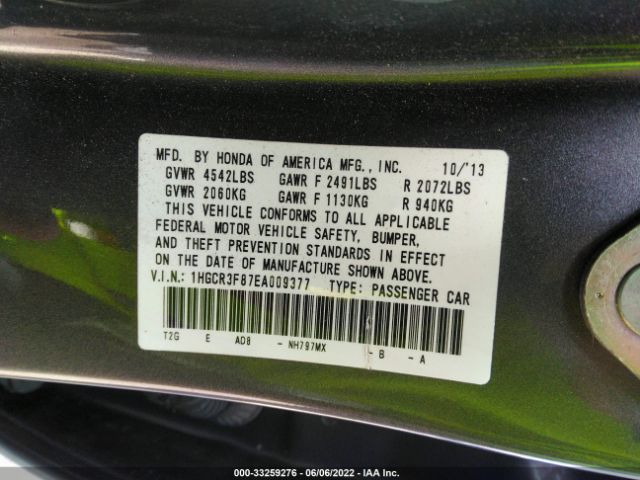 MFD. BY HONDA OF AMERICA MFG., INC. 10/'13
GVWR 4542LBS GAWR F 2491LBS R 2072LBS
GVWR 2060KG GAWR F 1130KG R 940KG
THIS VEHICLE CONFORMS TO ALL APPLICABLE
FEDERAL MOTOR VEHICLE SAFETY, BUMPER,
AND THEFT PREVENTION STANDARDS IN EFFECT
ON THE DATE OF MANUFACTURE SHOWN ABOVE.
V.I.N.: 1HGCR3F87EA009377 TYPE: PASSENGER CAR
T2G E AD8 - NH797MX - B - A
000-33259276 - 06/06/2022 - IAA Inc.